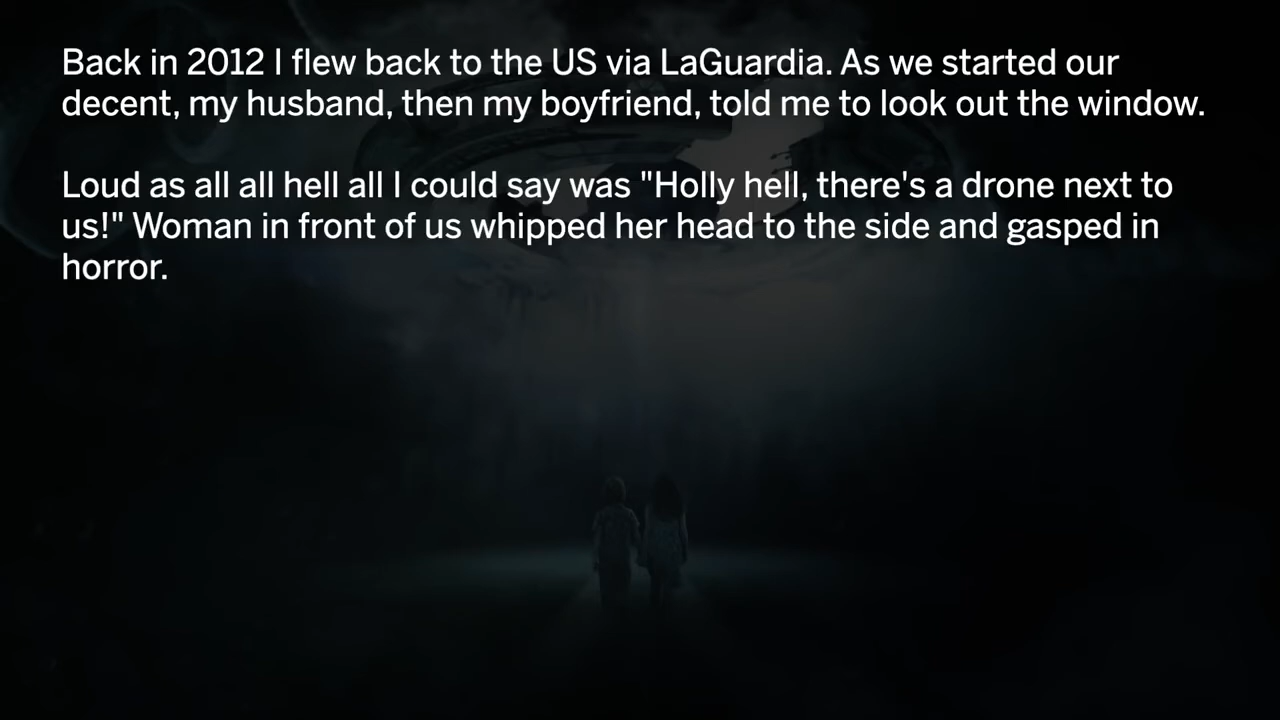 Back in 2012 I flew back to the US via LaGuardia. As we started our
decent, my husband, then my boyfriend, told me to look out the window.
Loud as all all hell all I could say was "Holly hell, there's a drone next to
us!" Woman in front of us whipped her head to the side and gasped in
horror.